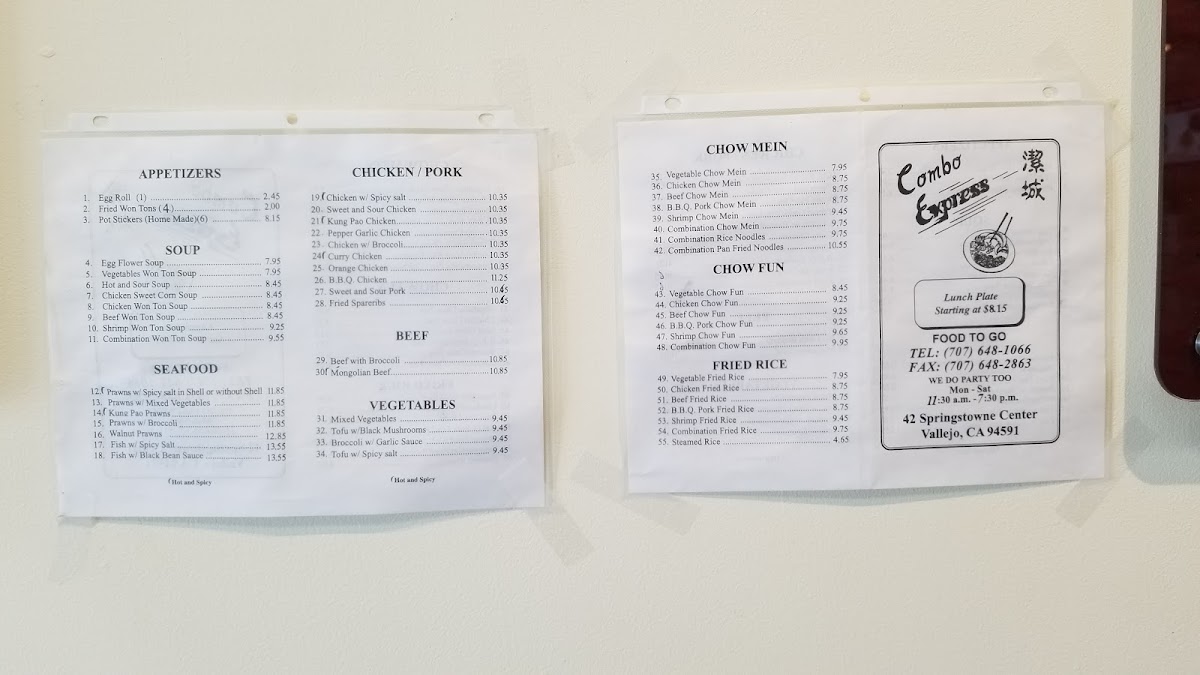 APPETIZERS
1. Egg Roll (1) 2.45
2. Fried Won Tons (4) 2.00
3. Pot Stickers (Home Made)(6) 8.15
SOUP
4. Egg Flower Soup 7.95
5. Vegetables Won Ton Soup 7.95
6. Hot and Sour Soup 8.45
7. Chicken Sweet Corn Soup 8.45
8. Chicken Won Ton Soup 8.45
9. Beef Won Ton Soup 8.45
10. Shrimp Won Ton Soup 9.25
11. Combination Won Ton Soup 9.55
SEAFOOD
12. Prawns w/ Spicy salt in Shell or without Shell 11.85
13. Prawns w/ Mixed Vegetables 11.85
14. Kung Pao Prawns 11.85
15. Prawns w/ Broccoli 11.85
16. Walnut Prawns 12.85
17. Fish w/ Spicy Salt 13.55
18. Fish w/ Black Bean Sauce 13.55
Hot and Spicy
CHICKEN / PORK
19. Chicken w/ Spicy salt 10.35
20. Sweet and Sour Chicken 10.35
21. Kung Pao Chicken 10.35
22. Pepper Garlic Chicken 10.35
23. Chicken w/ Broccoli 10.35
24. Curry Chicken 10.35
25. Orange Chicken 10.35
26. B.B.Q. Chicken 11.25
27. Sweet and Sour Pork
28. Fried Spareribs
BEEF
29. Beef with Broccoli 10.85
30. Mongolian Beef 10.85
VEGETABLES
31. Mixed Vegetables 9.45
32. Tofu w/Black Mushrooms 9.45
33. Broccoli w/ Garlic Sauce 9.45
34. Tofu w/ Spicy salt 9.45
Hot and Spicy
CHOW MEIN
35. Vegetable Chow Mein 7.95
36. Chicken Chow Mein 8.75
37. Beef Chow Mein 8.75
38. B.B.Q. Pork Chow Mein 8.75
39. Shrimp Chow Mein 9.45
40. Combination Chow Mein 9.75
41. Combination Rice Noodles 9.75
42. Combination Pan Fried Noodles 10.55
CHOW FUN
43. Vegetable Chow Fun 8.45
44. Chicken Chow Fun 9.25
45. Beef Chow Fun 9.25
46. B.B.Q. Pork Chow Fun 9.25
47. Shrimp Chow Fun 9.65
48. Combination Chow Fun 9.95
FRIED RICE
49. Vegetable Fried Rice 7.95
50. Chicken Fried Rice 8.75
51. Beef Fried Rice 8.75
52. B.B.Q. Pork Fried Rice 8.75
53. Shrimp Fried Rice 9.45
54. Combination Fried Rice 9.75
55. Steamed Rice 4.65
Combo
Express
潔城
Lunch Plate
Starting at $8.15
FOOD TO GO
TEL: (707) 648-1066
FAX: (707) 648-2863
WE DO PARTY TOO
Mon - Sat
11:30 a.m. - 7:30 p.m.
42 Springstowne Center
Vallejo, CA 94591